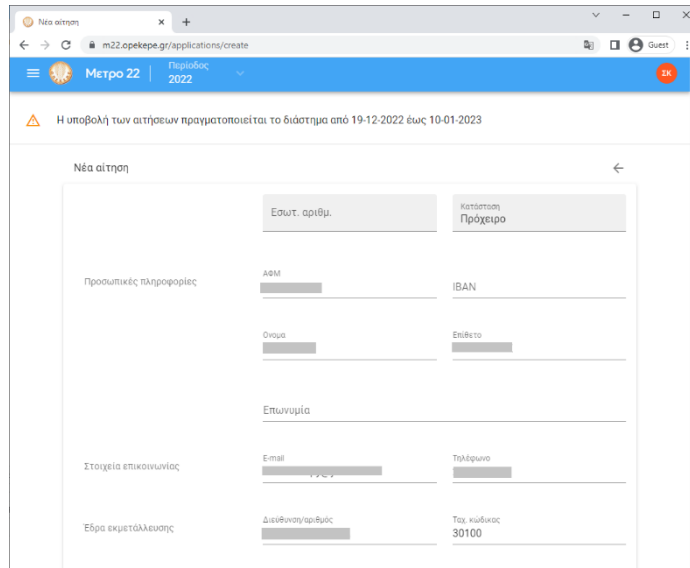 Νέα αίτηση
m22.opekepe.gr/applications/create
Guest
Μετρο 22
Περίοδος
2022
ΣΚ
Η υποβολή των αιτήσεων πραγματοποιείται το διάστημα από 19-12-2022 έως 10-01-2023
Νέα αίτηση
Εσωτ. αριθμ.
Κατάσταση
Πρόχειρο
Προσωπικές πληροφορίες
ΑΦΜ
IBAN
Ονομα
Επίθετο
Επωνυμία
Στοιχεία επικοινωνίας
E-mail
Τηλέφωνο
Έδρα εκμετάλλευσης
Διεύθυνση/αριθμός
Ταχ. κώδικας
30100